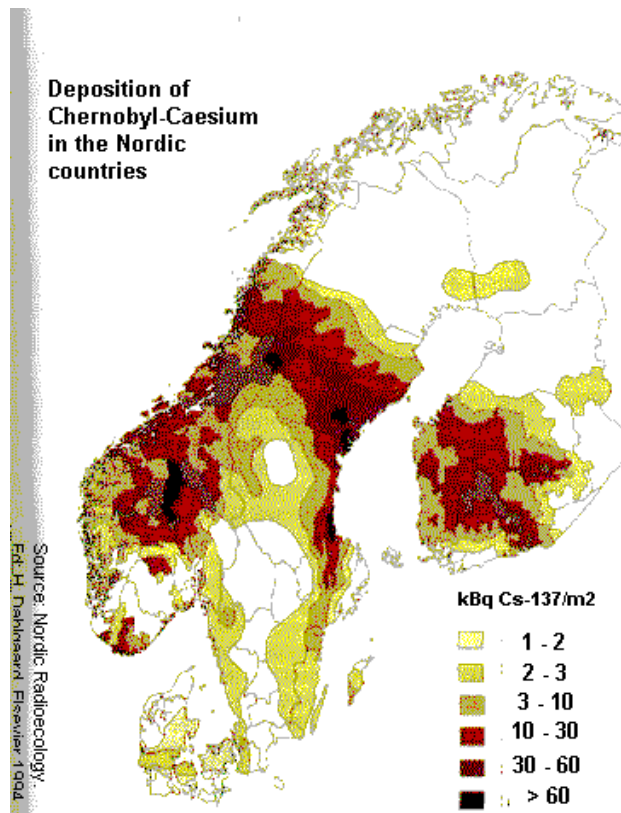 Deposition of
Chernobyl-Caesium
in the Nordic
countries
kBq Cs-137/m2
1 - 2
2 - 3
3 - 10
10 - 30
30 - 60
> 60
Source: Nordic Radioecology.
Ed: H. Dahlgaard Elsevier 1994